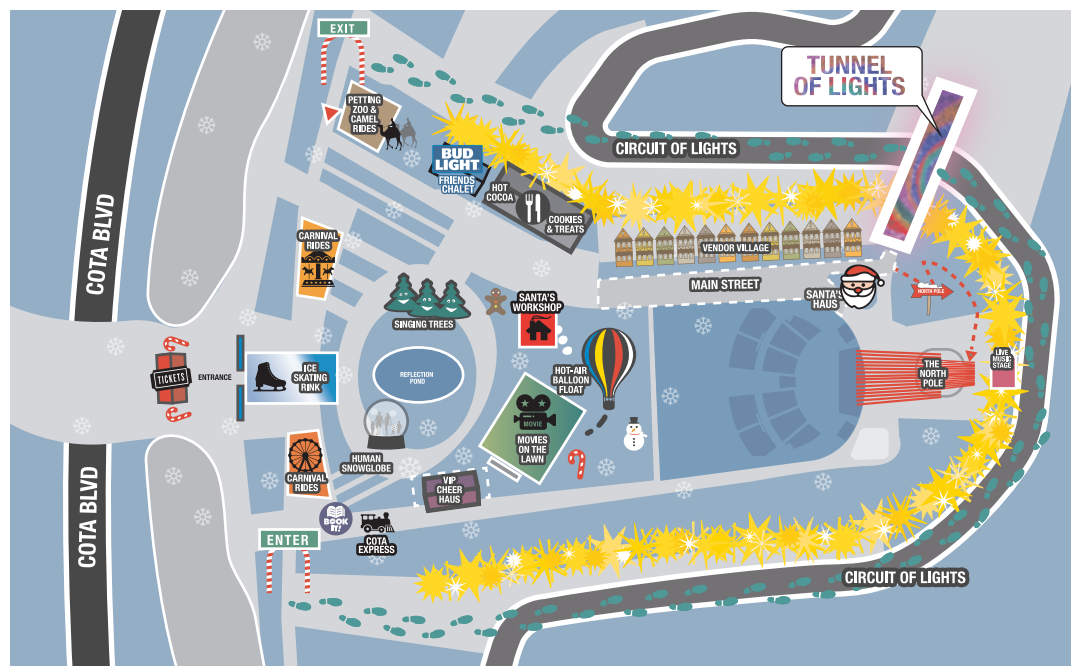 EXIT
TUNNEL
OF LIGHTS
PETTING
ZOO &
CAMEL
RIDES
CIRCUIT OF LIGHTS
BUD
LIGHT
FRIENDS
CHALET
HOT
COCOA
COOKIES
& TREATS
COTA BLVD
CARNIVAL
RIDES
VENDOR VILLAGE
MAIN STREET
SANTA'S
HAUS
NORTH POLE
SINGING TREES
SANTA'S
WORKSHOP
TICKETS
ENTRANCE
ICE
SKATING
RINK
REFLECTION
POND
HOT-AIR
BALLOON
FLOAT
THE
NORTH
POLE
LIVE
MUSIC
STAGE
MOVIE
MOVIES
ON THE
LAWN
HUMAN
SNOWGLOBE
CARNIVAL
RIDES
VIP
CHEER
HAUS
COTA BLVD
BOOK
IT!
COTA
EXPRESS
ENTER
CIRCUIT OF LIGHTS